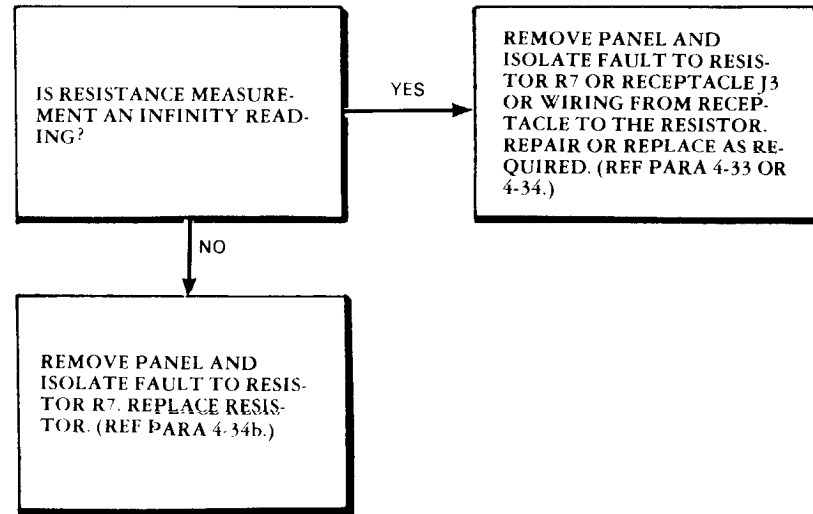 IS RESISTANCE MEASURE-
MENT AN INFINITY READ-
ING?
YES
REMOVE PANEL AND
ISOLATE FAULT TO RESIS-
TOR R7 OR RECEPTACLE J3
OR WIRING FROM RECEP-
TACLE TO THE RESISTOR.
REPAIR OR REPLACE AS RE-
QUIRED. (REF PARA 4-33 OR
4-34.)
NO
REMOVE PANEL AND
ISOLATE FAULT TO RESIS-
TOR R7. REPLACE RESIS-
TOR. (REF PARA 4-34b.)